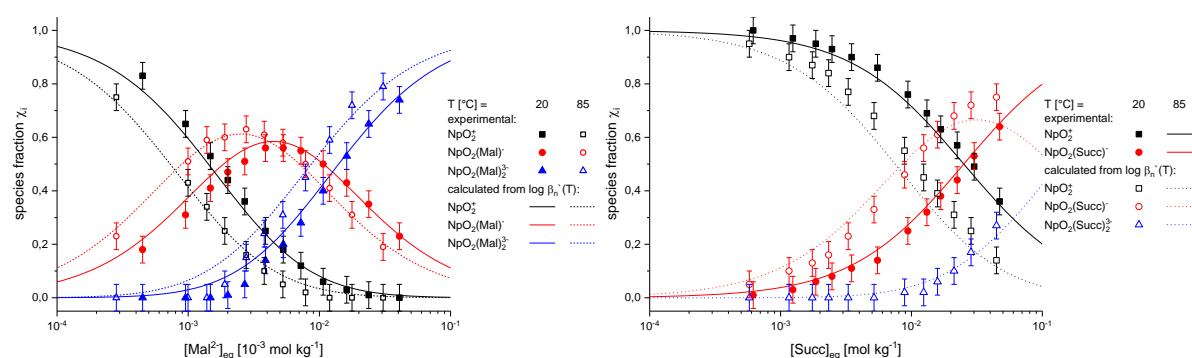 species fraction χi
1,0
0,8
0,6
0,4
0,2
0,0
10⁻⁴
10⁻³
10⁻²
10⁻¹
[Mal²⁻]eq [10⁻³ mol kg⁻¹]
T [°C] = 20 85
experimental:
NpO₂⁺
NpO₂(Mal)⁻
NpO₂(Mal)₂³⁻
calculated from log βn°(T):
NpO₂⁺
NpO₂(Mal)⁻
NpO₂(Mal)₂³⁻
species fraction χi
1,0
0,8
0,6
0,4
0,2
0,0
10⁻⁴
10⁻³
10⁻²
10⁻¹
[Succ]eq [mol kg⁻¹]
T [°C] = 20 85
experimental:
NpO₂⁺
NpO₂(Succ)⁻
calculated from log βn°(T):
NpO₂⁺
NpO₂(Succ)⁻
NpO₂(Succ)₂³⁻